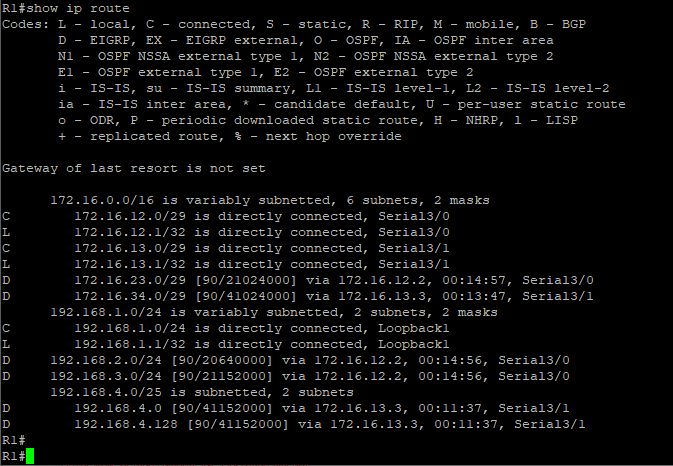 R1#show ip route
Codes: L - local, C - connected, S - static, R - RIP, M - mobile, B - BGP
       D - EIGRP, EX - EIGRP external, O - OSPF, IA - OSPF inter area
       N1 - OSPF NSSA external type 1, N2 - OSPF NSSA external type 2
       E1 - OSPF external type 1, E2 - OSPF external type 2
       i - IS-IS, su - IS-IS summary, L1 - IS-IS level-1, L2 - IS-IS level-2
       ia - IS-IS inter area, * - candidate default, U - per-user static route
       o - ODR, P - periodic downloaded static route, H - NHRP, l - LISP
       + - replicated route, % - next hop override
Gateway of last resort is not set
      172.16.0.0/16 is variably subnetted, 6 subnets, 2 masks
C        172.16.12.0/29 is directly connected, Serial3/0
L        172.16.12.1/32 is directly connected, Serial3/0
C        172.16.13.0/29 is directly connected, Serial3/1
L        172.16.13.1/32 is directly connected, Serial3/1
D        172.16.23.0/29 [90/21024000] via 172.16.12.2, 00:14:57, Serial3/0
D        172.16.34.0/29 [90/41024000] via 172.16.13.3, 00:13:47, Serial3/1
      192.168.1.0/24 is variably subnetted, 2 subnets, 2 masks
C        192.168.1.0/24 is directly connected, Loopback1
L        192.168.1.1/32 is directly connected, Loopback1
D     192.168.2.0/24 [90/20640000] via 172.16.12.2, 00:14:56, Serial3/0
D     192.168.3.0/24 [90/21152000] via 172.16.12.2, 00:14:56, Serial3/0
      192.168.4.0/25 is subnetted, 2 subnets
D        192.168.4.0 [90/41152000] via 172.16.13.3, 00:11:37, Serial3/1
D        192.168.4.128 [90/41152000] via 172.16.13.3, 00:11:37, Serial3/1
R1#
R1#